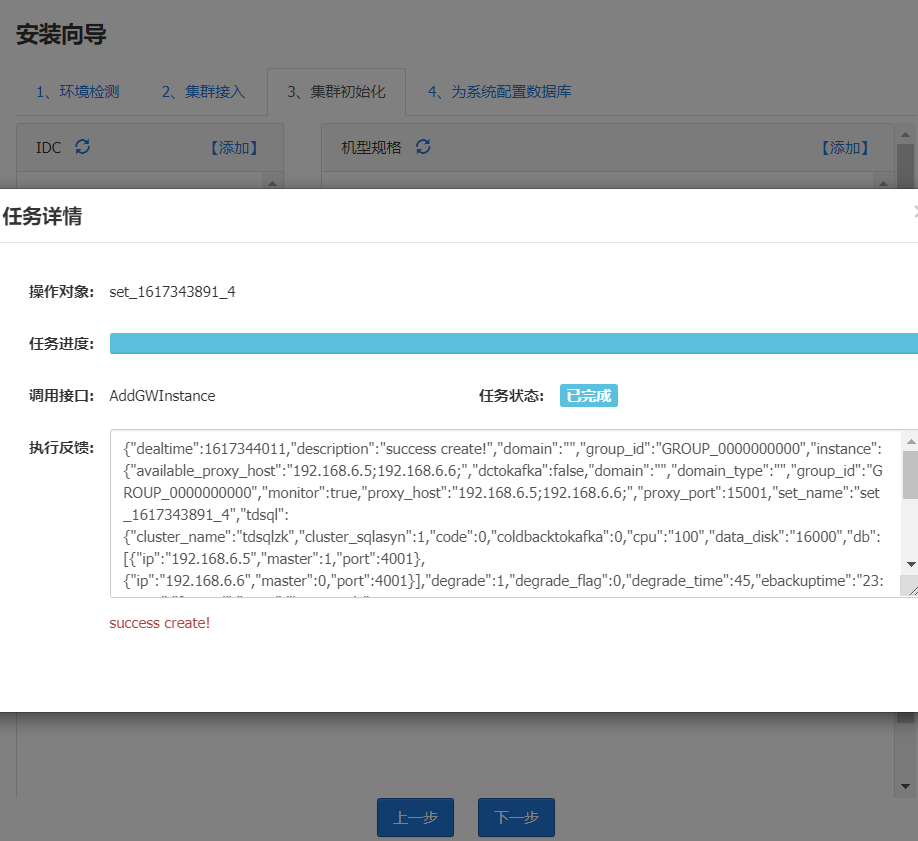 安装向导
1、环境检测 2、集群接入 3、集群初始化 4、为系统配置数据库
IDC 【添加】 机型规格 【添加】
任务详情
操作对象: set_1617343891_4
任务进度:
调用接口: AddGWInstance 任务状态: 已完成
执行反馈: {"dealtime":1617344011,"description":"success create!","domain":"","group_id":"GROUP_0000000000","instance":
{"available_proxy_host":"192.168.6.5;192.168.6.6;","dctokafka":false,"domain":"","domain_type":"","group_id":"G
ROUP_0000000000","monitor":true,"proxy_host":"192.168.6.5;192.168.6.6;","proxy_port":15001,"set_name":"set
_1617343891_4","tdsql":
{"cluster_name":"tdsqlzk","cluster_sqlasyn":1,"code":0,"coldbacktokafka":0,"cpu":"100","data_disk":"16000","db":
[{"ip":"192.168.6.5","master":1,"port":4001},
{"ip":"192.168.6.6","master":0,"port":4001}],"degrade":1,"degrade_flag":0,"degrade_time":45,"ebackuptime":"23:
success create!
上一步 下一步